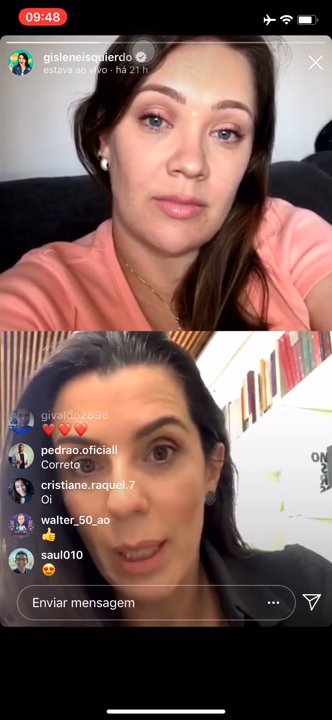 09:48
gisleneisquierdo
estava ao vivo · há 21 h
givaldo2896
❤️❤️❤️
pedrao.oficiall
Correto
cristiane.raquel.7
Oi
walter_50_ao
👍
saul010
😍
Enviar mensagem
ON